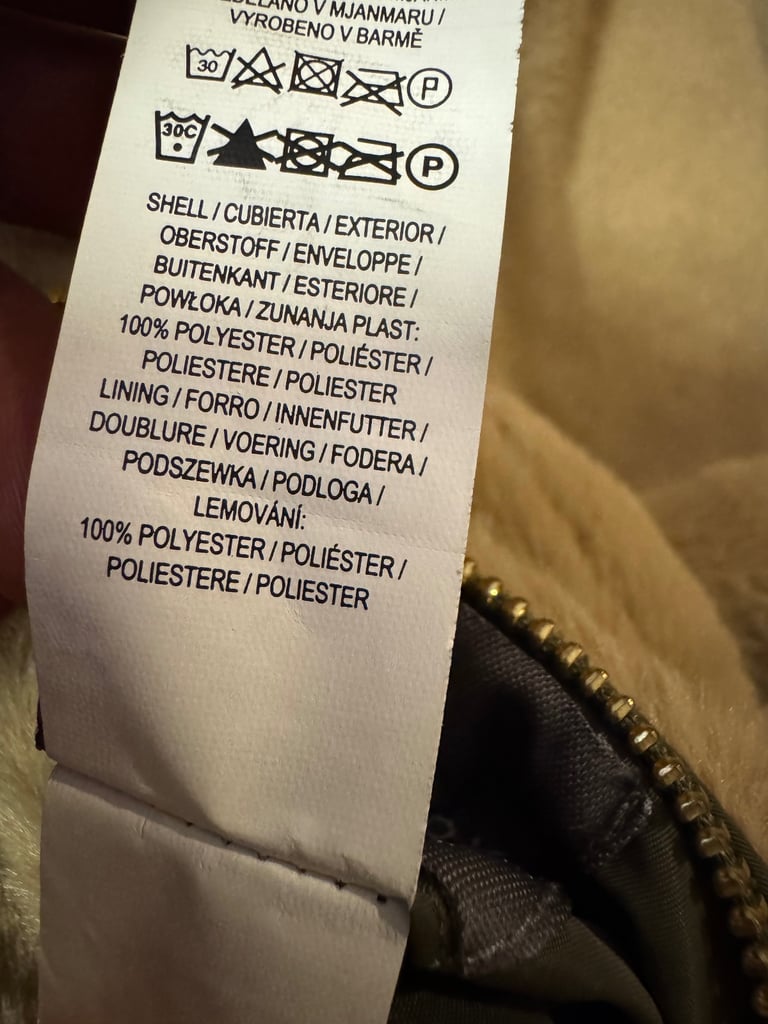 V MJANMARU /
VYROBENO V BARMĚ
30 P
30C P
SHELL / CUBIERTA / EXTERIOR /
OBERSTOFF / ENVELOPPE /
BUITENKANT / ESTERIORE /
POWŁOKA / ZUNANJA PLAST:
100% POLYESTER / POLIÉSTER /
POLIESTERE / POLIESTER
LINING / FORRO / INNENFUTTER /
DOUBLURE / VOERING / FODERA /
PODSZEWKA / PODLOGA /
LEMOVÁNÍ:
100% POLYESTER / POLIÉSTER /
POLIESTERE / POLIESTER